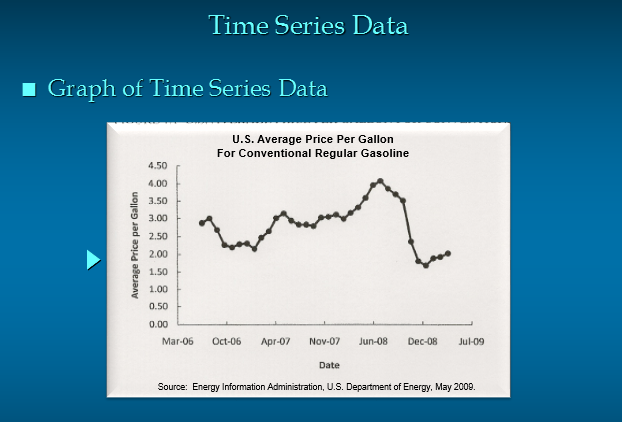 Time Series Data
Graph of Time Series Data
U.S. Average Price Per Gallon
For Conventional Regular Gasoline
Average Price per Gallon
4.50
4.00
3.50
3.00
2.50
2.00
1.50
1.00
0.50
0.00
Mar-06 Oct-06 Apr-07 Nov-07 Jun-08 Dec-08 Jul-09
Date
Source: Energy Information Administration, U.S. Department of Energy, May 2009.